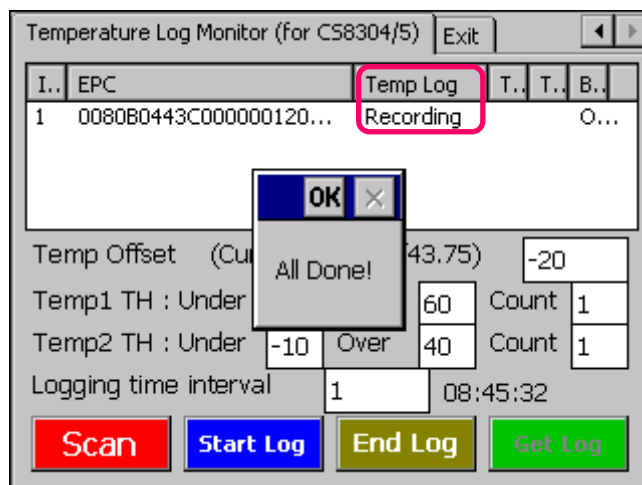 Temperature Log Monitor (for CS8304/5) Exit
I.. EPC Temp Log T.. T.. B..
1 0080B0443C000000120... Recording O...
OK
All Done!
Temp Offset (Cu 43.75) -20
Temp1 TH : Under 60 Count 1
Temp2 TH : Under -10 Over 40 Count 1
Logging time interval 1 08:45:32
Scan Start Log End Log Get Log